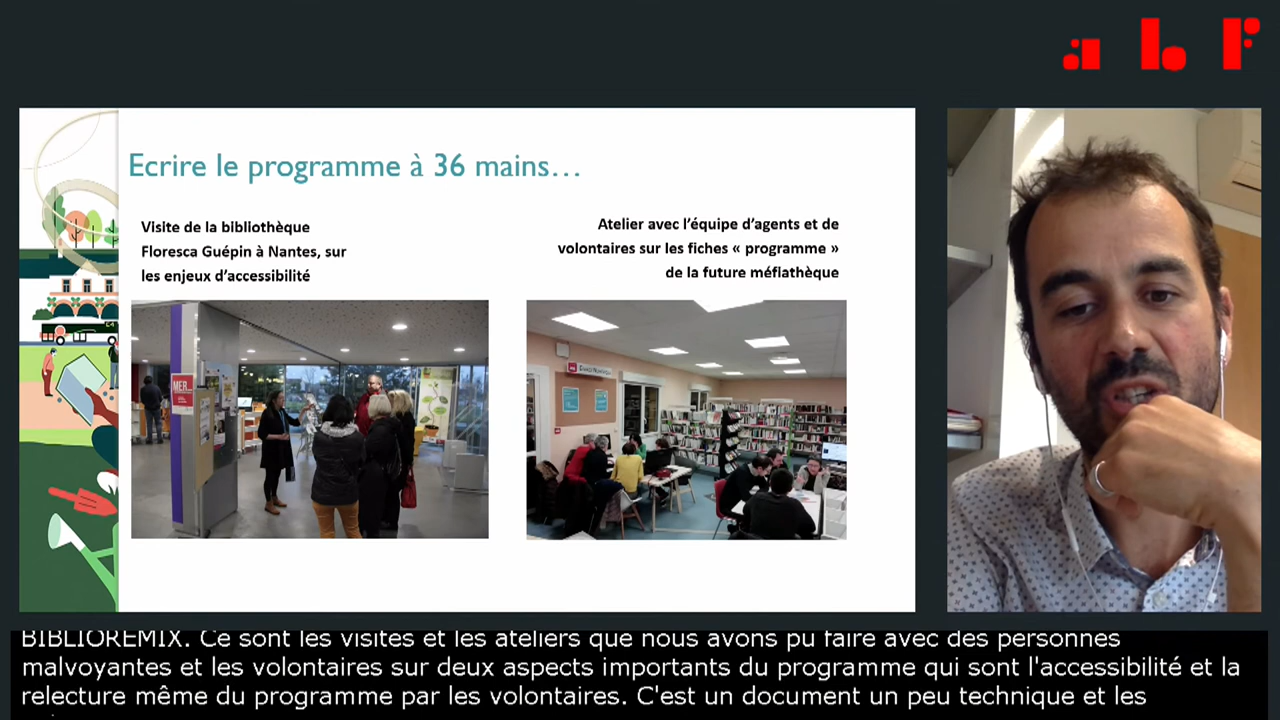 abf
Ecrire le programme à 36 mains…
Visite de la bibliothèque
Floresca Guépin à Nantes, sur
les enjeux d'accessibilité
Atelier avec l'équipe d'agents et de
volontaires sur les fiches « programme »
de la future méfiathèque
MER...
BIBLIOREMIX. Ce sont les visites et les ateliers que nous avons pu faire avec des personnes
malvoyantes et les volontaires sur deux aspects importants du programme qui sont l'accessibilité et la
relecture même du programme par les volontaires. C'est un document un peu technique et les